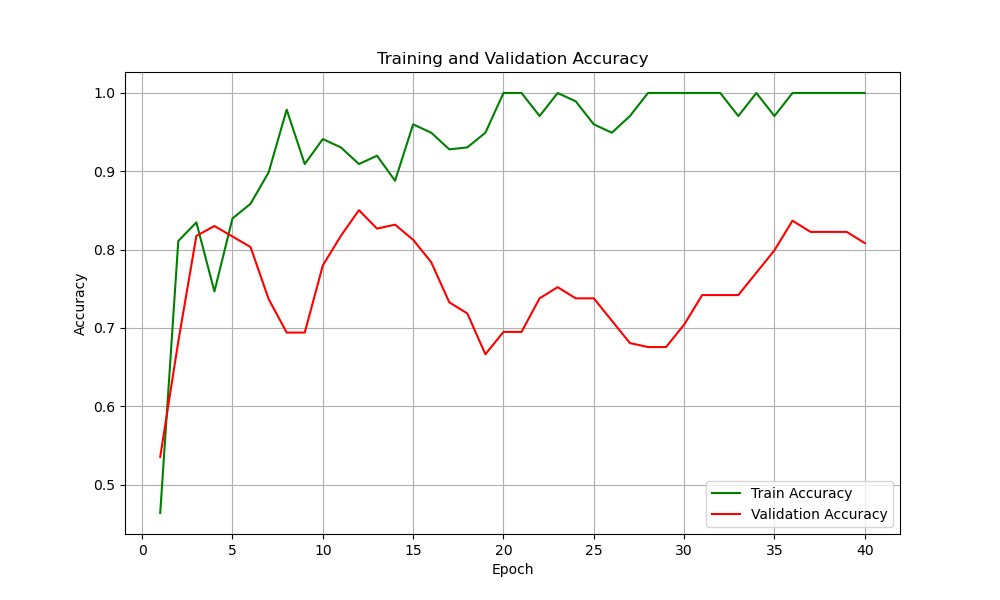 Training and Validation Accuracy
Accuracy
1.0
0.9
0.8
0.7
0.6
0.5
0 5 10 15 20 25 30 35 40
Epoch
Train Accuracy
Validation Accuracy